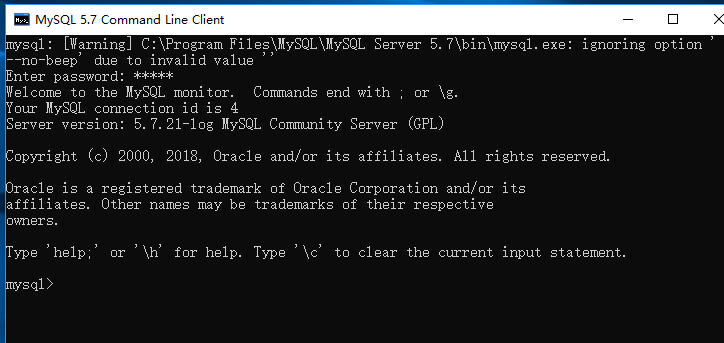 MySQL 5.7 Command Line Client
mysql: [Warning] C:\Program Files\MySQL\MySQL Server 5.7\bin\mysql.exe: ignoring option '
--no-beep' due to invalid value ''
Enter password: *****
Welcome to the MySQL monitor.  Commands end with ; or \g.
Your MySQL connection id is 4
Server version: 5.7.21-log MySQL Community Server (GPL)
Copyright (c) 2000, 2018, Oracle and/or its affiliates. All rights reserved.
Oracle is a registered trademark of Oracle Corporation and/or its
affiliates. Other names may be trademarks of their respective
owners.
Type 'help;' or '\h' for help. Type '\c' to clear the current input statement.
mysql>